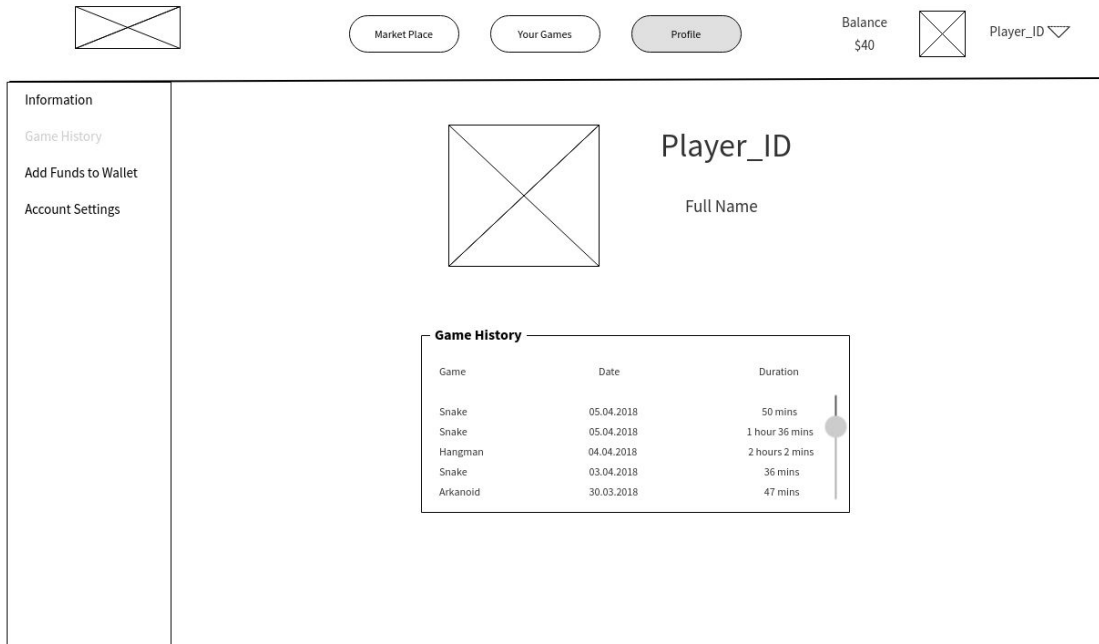 Market Place
Your Games
Profile
Balance
$40
Player_ID
Information
Game History
Add Funds to Wallet
Account Settings
Player_ID
Full Name
Game History
Game Date Duration
Snake 05.04.2018 50 mins
Snake 05.04.2018 1 hour 36 mins
Hangman 04.04.2018 2 hours 2 mins
Snake 03.04.2018 36 mins
Arkanoid 30.03.2018 47 mins